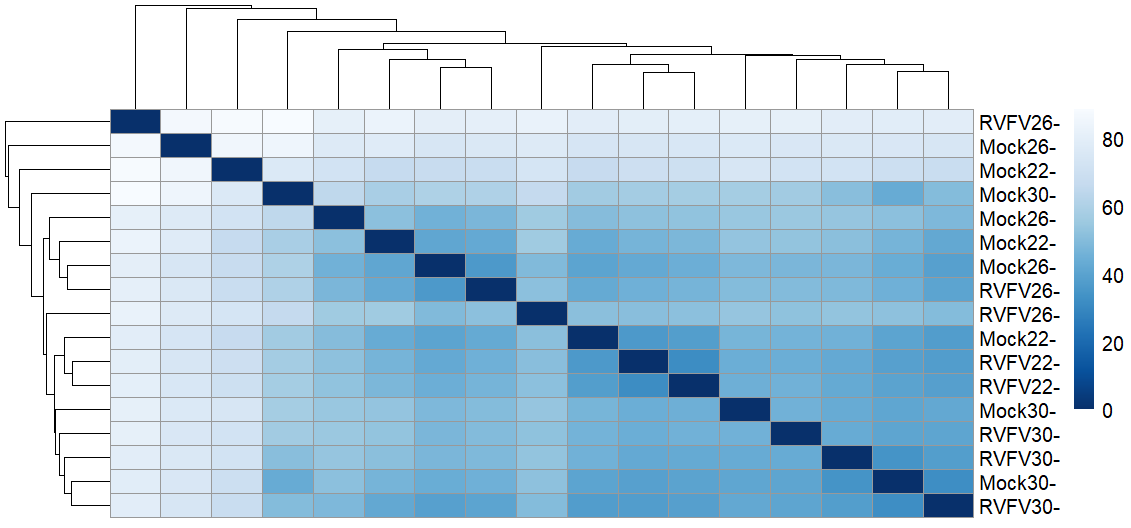 RVFV26-
Mock26-
Mock22-
Mock30-
Mock26-
Mock22-
Mock26-
RVFV26-
RVFV26-
Mock22-
RVFV22-
RVFV22-
Mock30-
RVFV30-
RVFV30-
Mock30-
RVFV30-
80
60
40
20
0